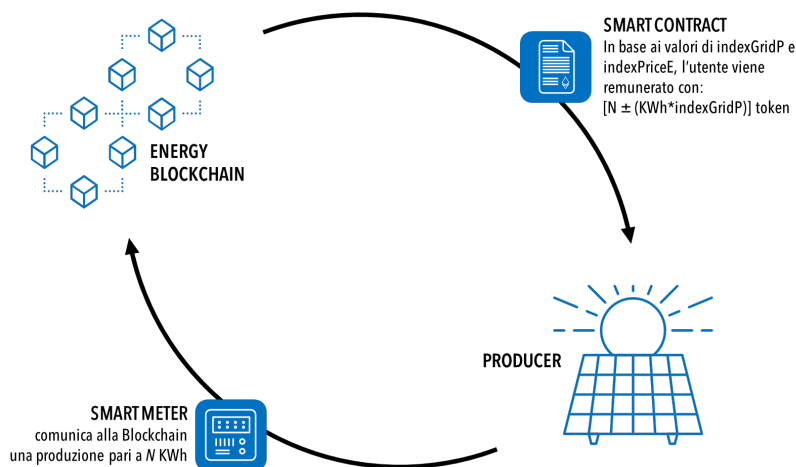 SMART CONTRACT
In base ai valori di indexGridP e
indexPriceE, l'utente viene
remunerato con:
[N ± (KWh*indexGridP)] token
ENERGY
BLOCKCHAIN
PRODUCER
SMART METER
comunica alla Blockchain
una produzione pari a N KWh